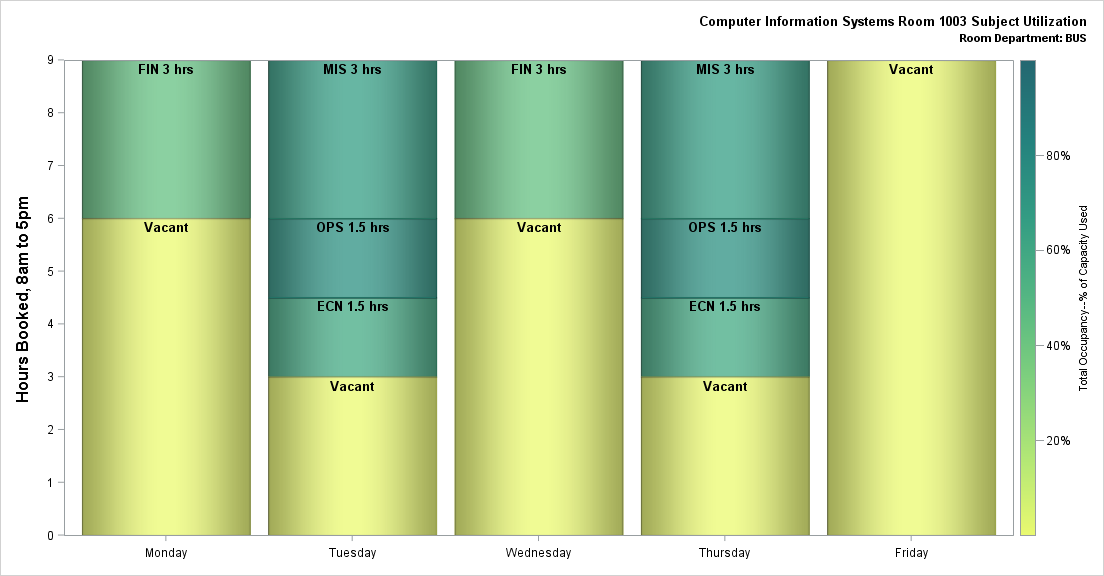 Computer Information Systems Room 1003 Subject Utilization
Room Department: BUS
Hours Booked, 8am to 5pm
9
8
7
6
5
4
3
2
1
0
FIN 3 hrs
Vacant
MIS 3 hrs
OPS 1.5 hrs
ECN 1.5 hrs
Vacant
FIN 3 hrs
Vacant
MIS 3 hrs
OPS 1.5 hrs
ECN 1.5 hrs
Vacant
Vacant
Monday
Tuesday
Wednesday
Thursday
Friday
80%
60%
40%
20%
Total Occupancy--% of Capacity Used